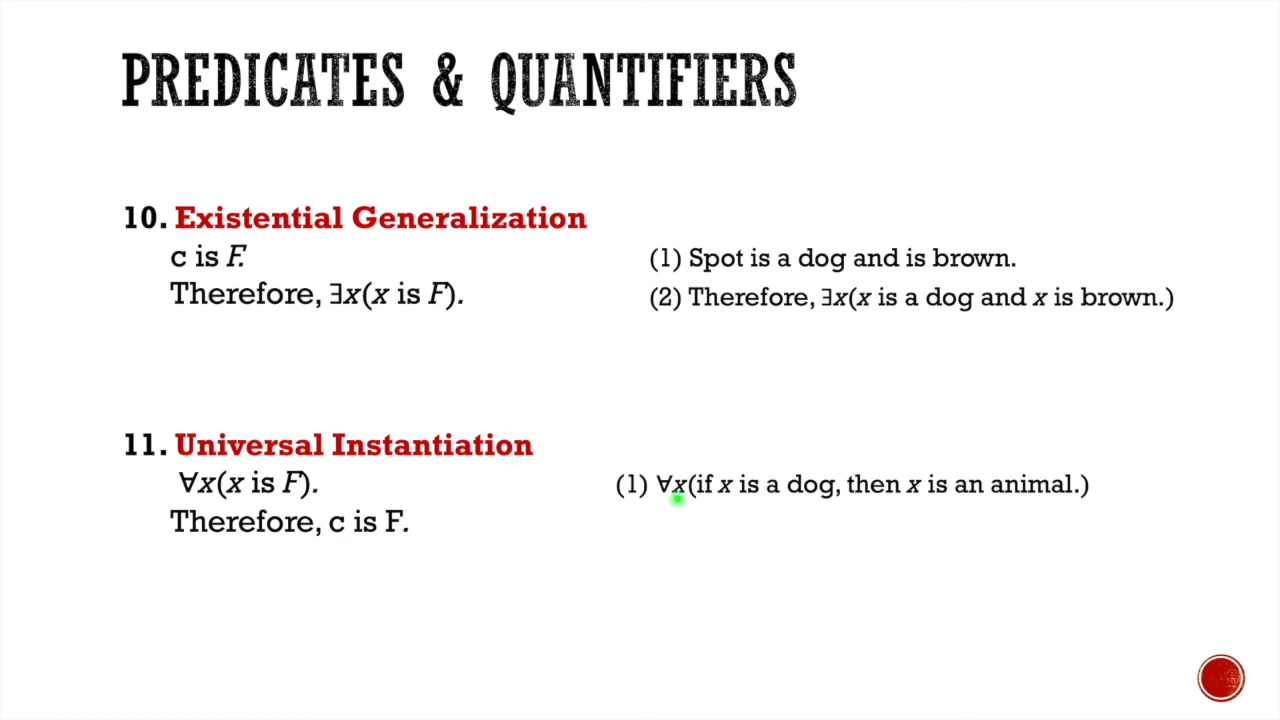 PREDICATES & QUANTIFIERS
10. Existential Generalization
c is F.
Therefore, ∃x(x is F).
(1) Spot is a dog and is brown.
(2) Therefore, ∃x(x is a dog and x is brown.)
11. Universal Instantiation
∀x(x is F).
Therefore, c is F.
(1) ∀x(if x is a dog, then x is an animal.)